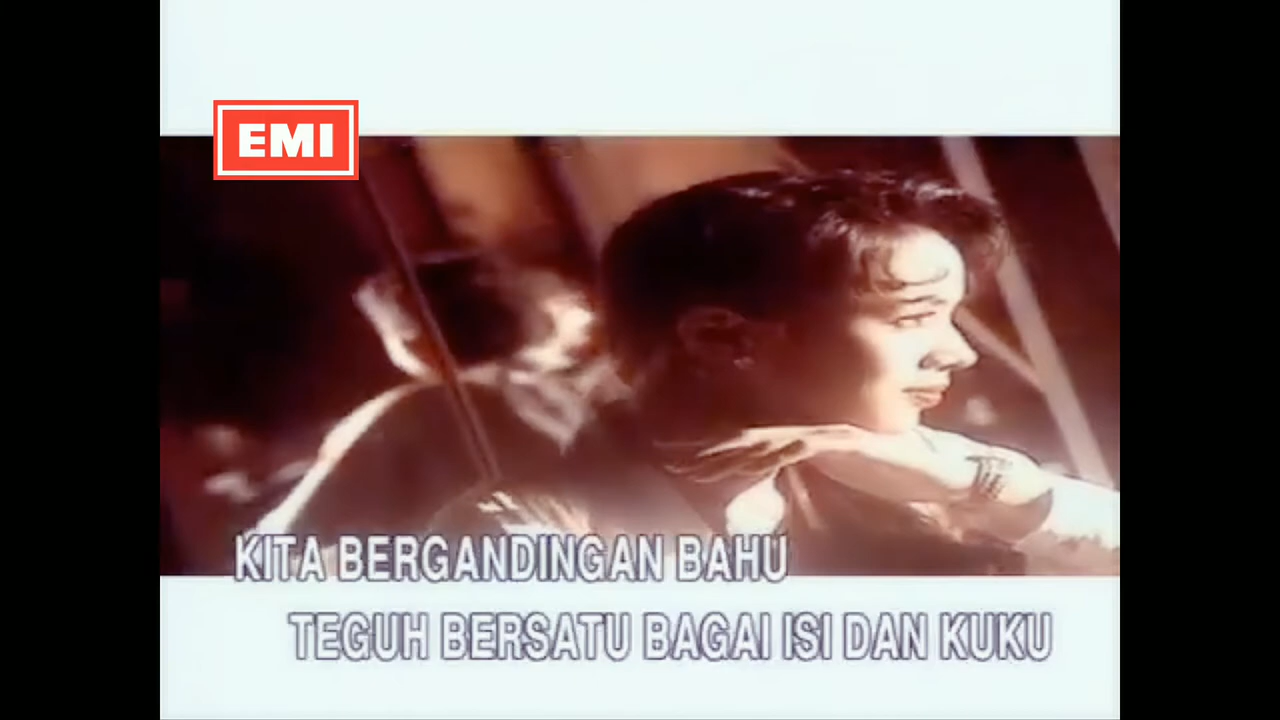 EMI
KITA BERGANDINGAN BAHU
TEGUH BERSATU BAGAI ISI DAN KUKU